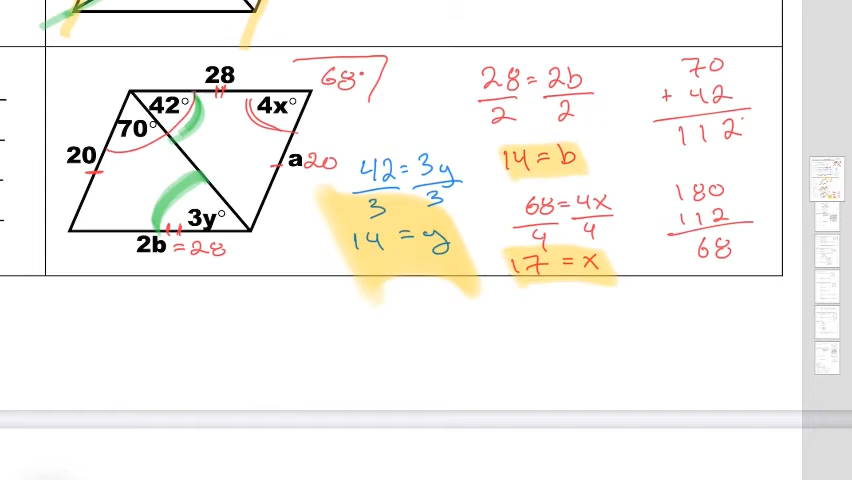 28
68°
42°
4x°
70°
20
a 20
3y°
2b = 28
42 = 3y
3 3
14 = y
28 = 2b
2 2
14 = b
68 = 4x
4 4
17 = x
70
+ 42
112
180
112
68